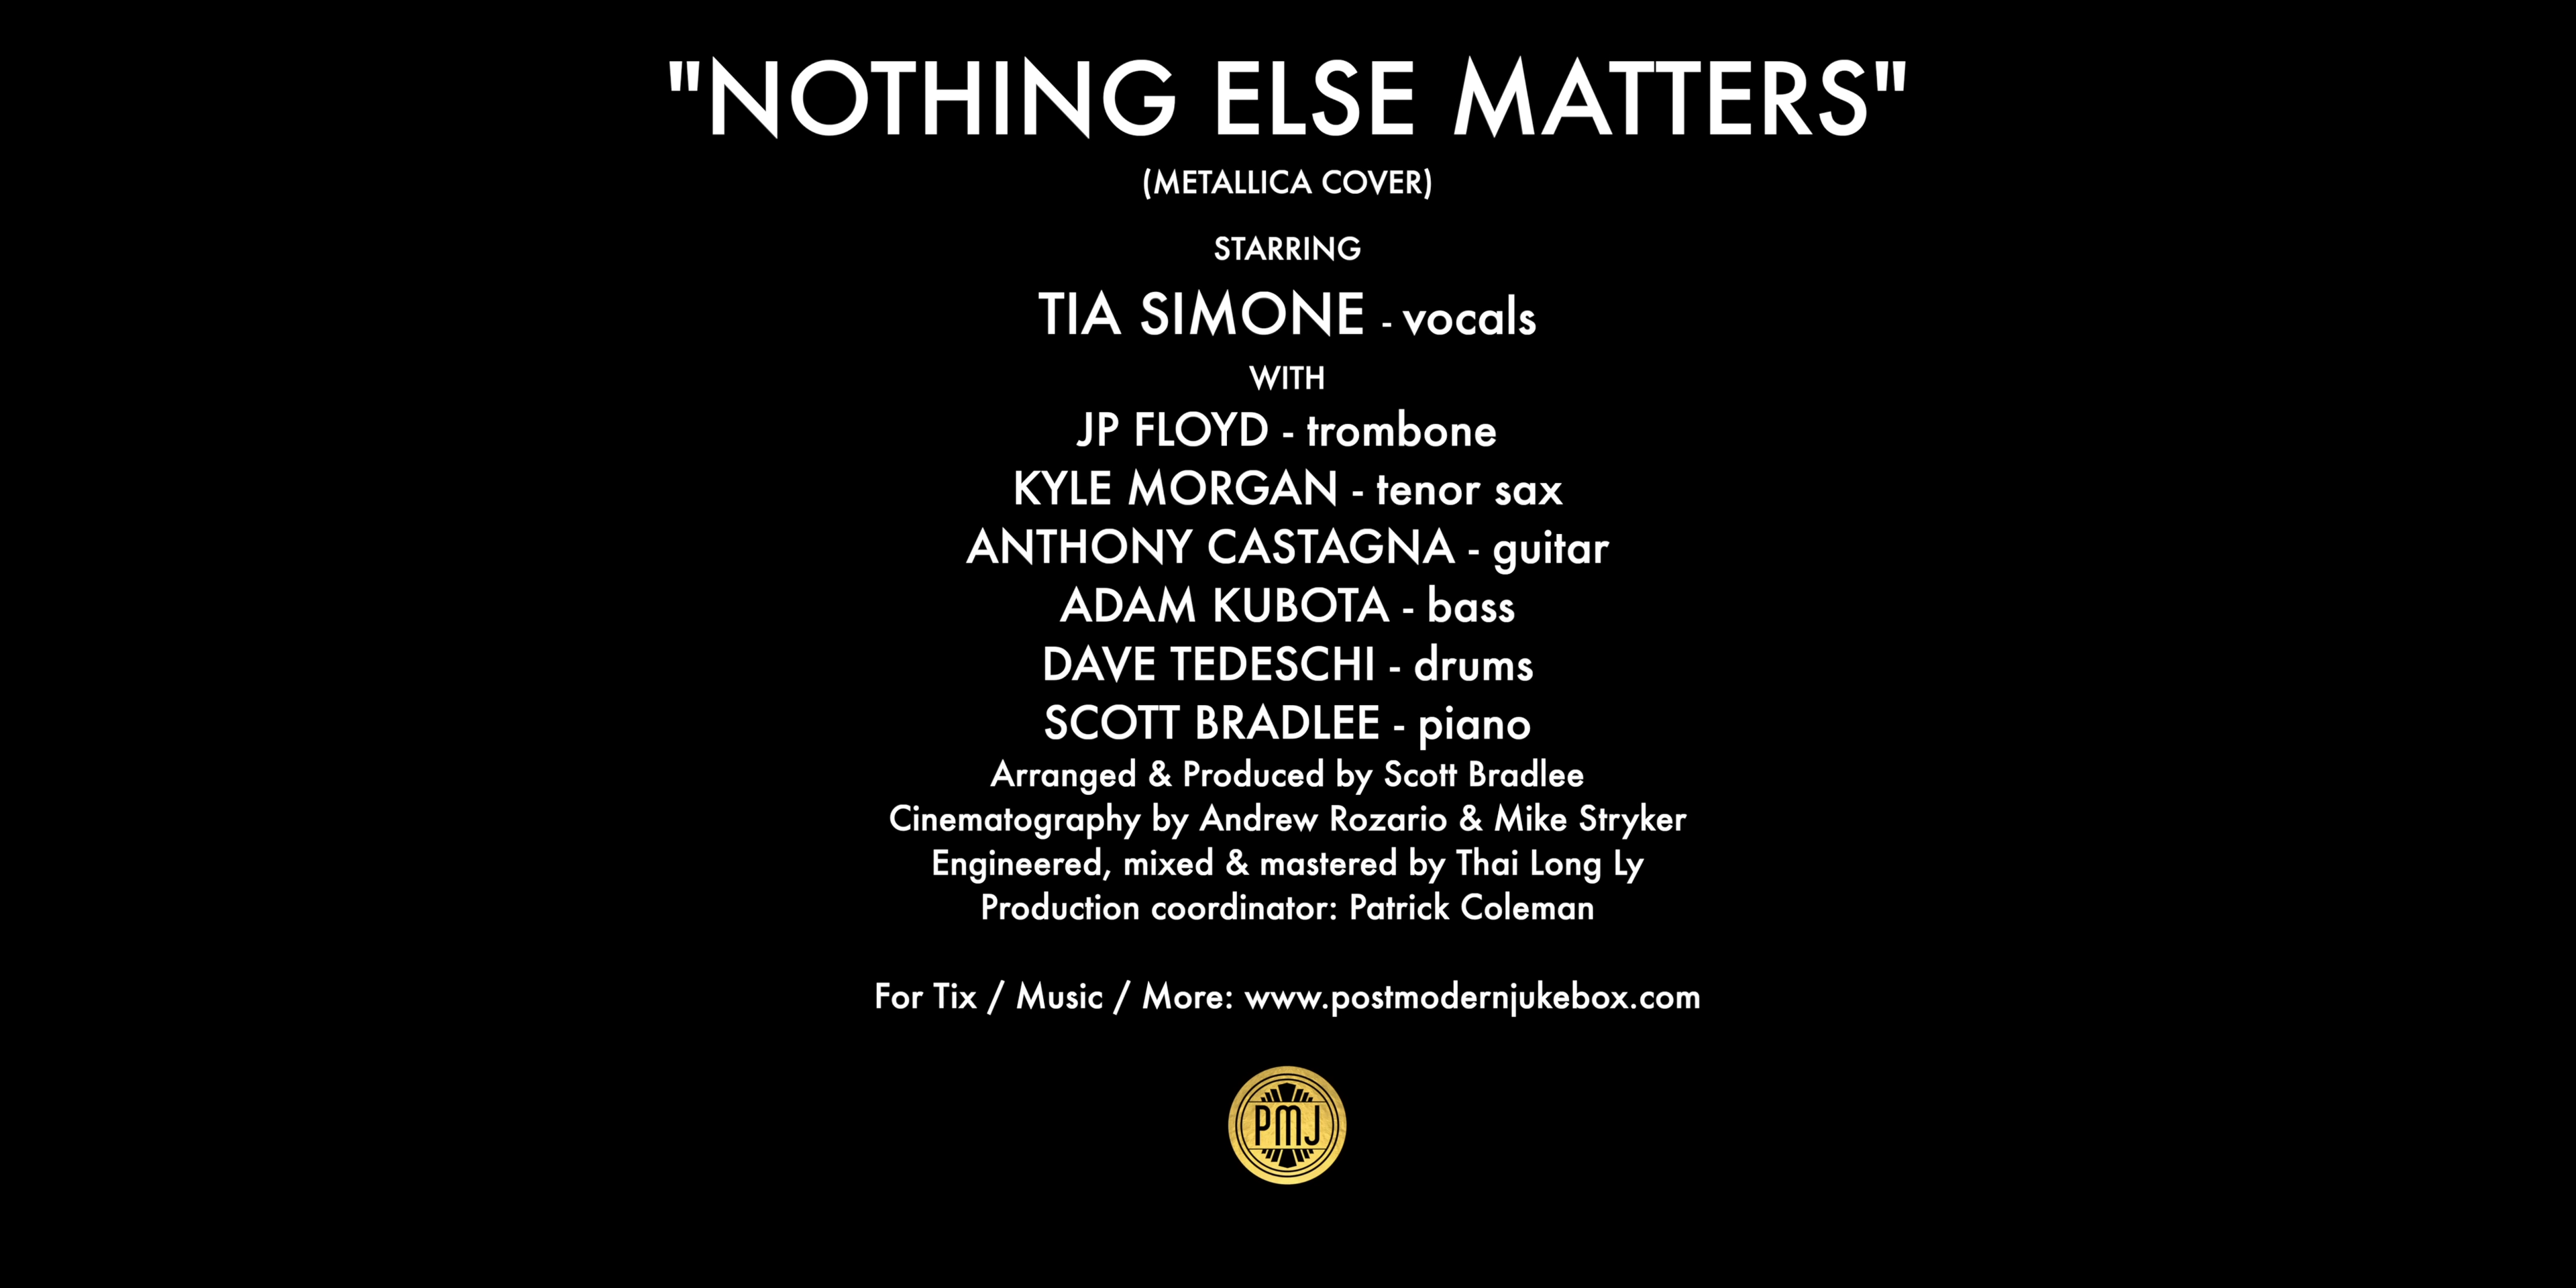 "NOTHING ELSE MATTERS"
(METALLICA COVER)
STARRING
TIA SIMONE - vocals
WITH
JP FLOYD - trombone
KYLE MORGAN - tenor sax
ANTHONY CASTAGNA - guitar
ADAM KUBOTA - bass
DAVE TEDESCHI - drums
SCOTT BRADLEE - piano
Arranged & Produced by Scott Bradlee
Cinematography by Andrew Rozario & Mike Stryker
Engineered, mixed & mastered by Thai Long Ly
Production coordinator: Patrick Coleman
For Tix / Music / More: www.postmodernjukebox.com
PMJ